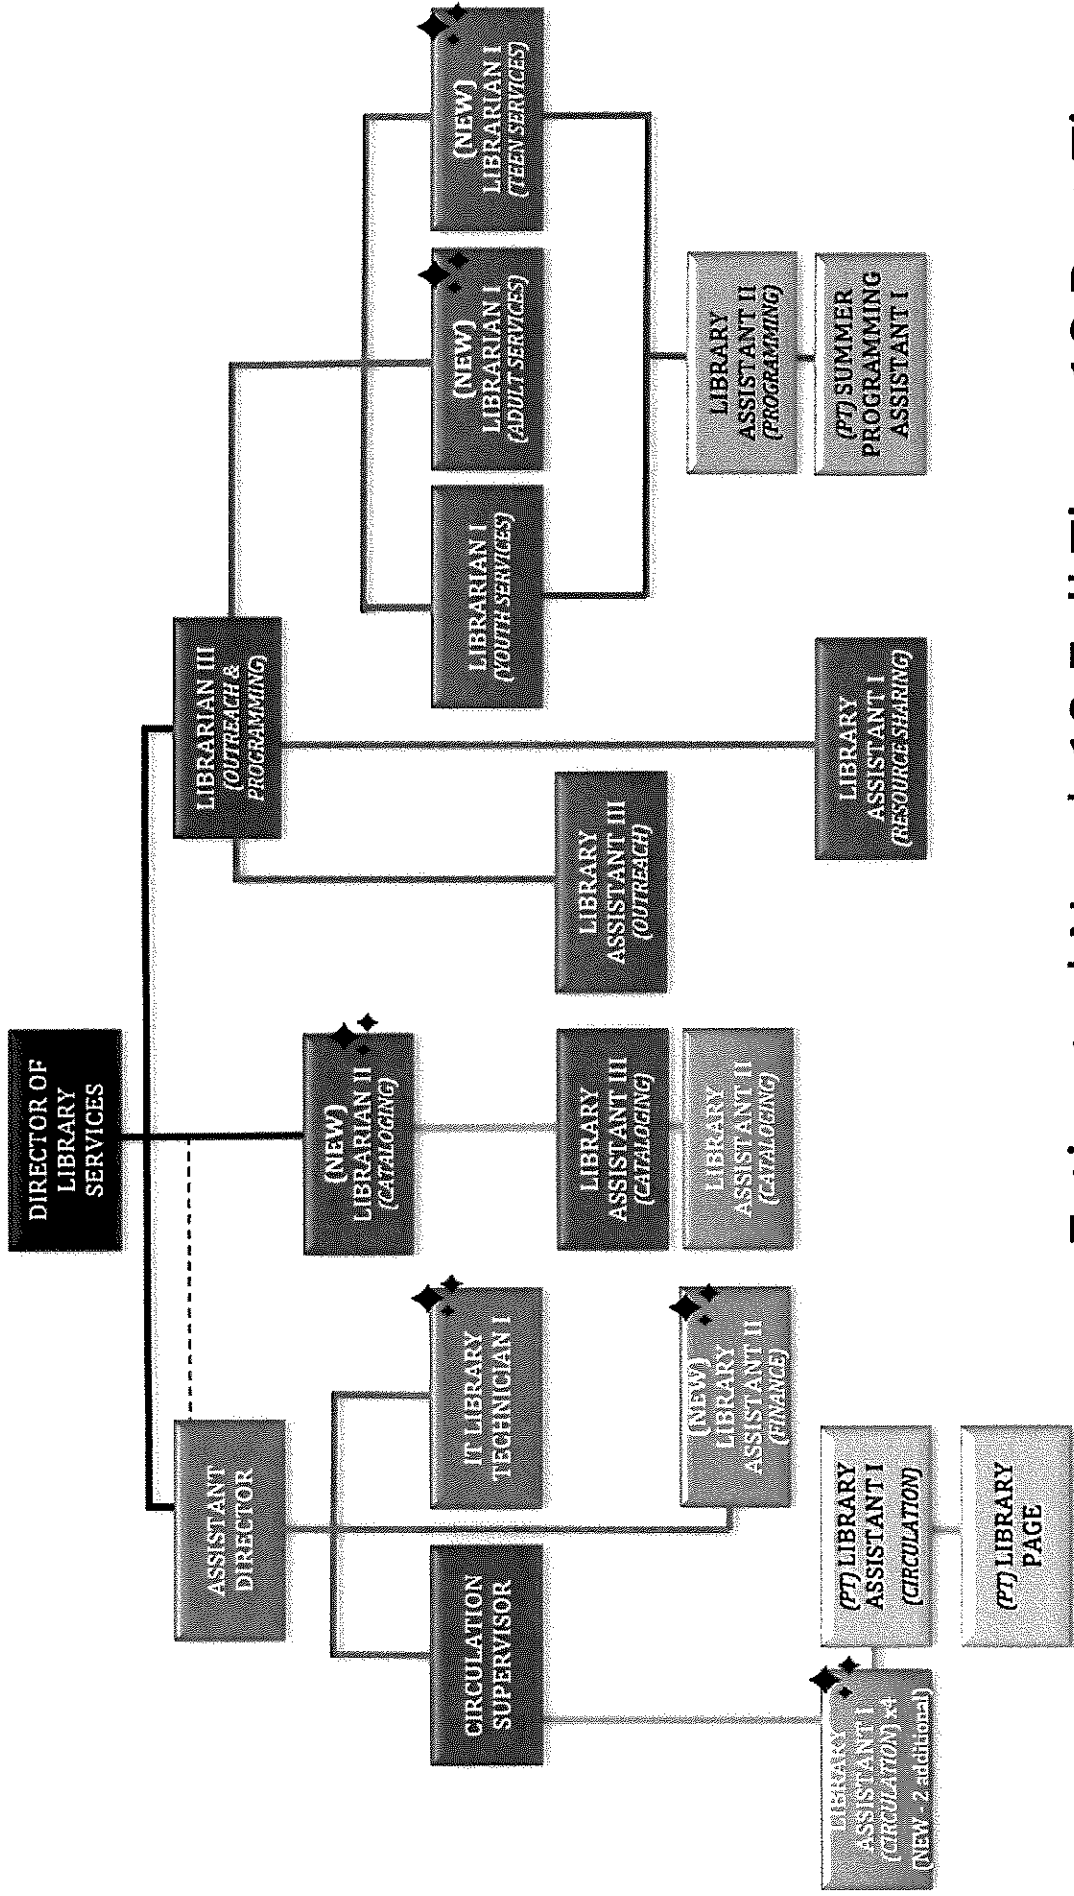 DIRECTOR OF
LIBRARY
SERVICES
ASSISTANT
DIRECTOR
LIBRARIAN III
(OUTREACH &
PROGRAMMING)
(NEW)
LIBRARIAN II
(CATALOGING)
CIRCULATION
SUPERVISOR
IT LIBRARY
TECHNICIAN I
LIBRARIAN I
(YOUTH SERVICES)
(NEW)
LIBRARIAN I
(ADULT SERVICES)
(NEW)
LIBRARIAN I
(TEEN SERVICES)
LIBRARY
ASSISTANT III
(CATALOGING)
LIBRARY
ASSISTANT III
(OUTREACH)
(NEW)
LIBRARY
ASSISTANT II
(FINANCE)
LIBRARY
ASSISTANT II
(CATALOGING)
LIBRARY
ASSISTANT II
(PROGRAMMING)
LIBRARY
ASSISTANT I
(CIRCULATION) x4
(NEW - 2 additional)
(PT) LIBRARY
ASSISTANT I
(CIRCULATION)
LIBRARY
ASSISTANT I
(RESOURCE SHARING)
(PT) SUMMER
PROGRAMMING
ASSISTANT I
(PT) LIBRARY
PAGE